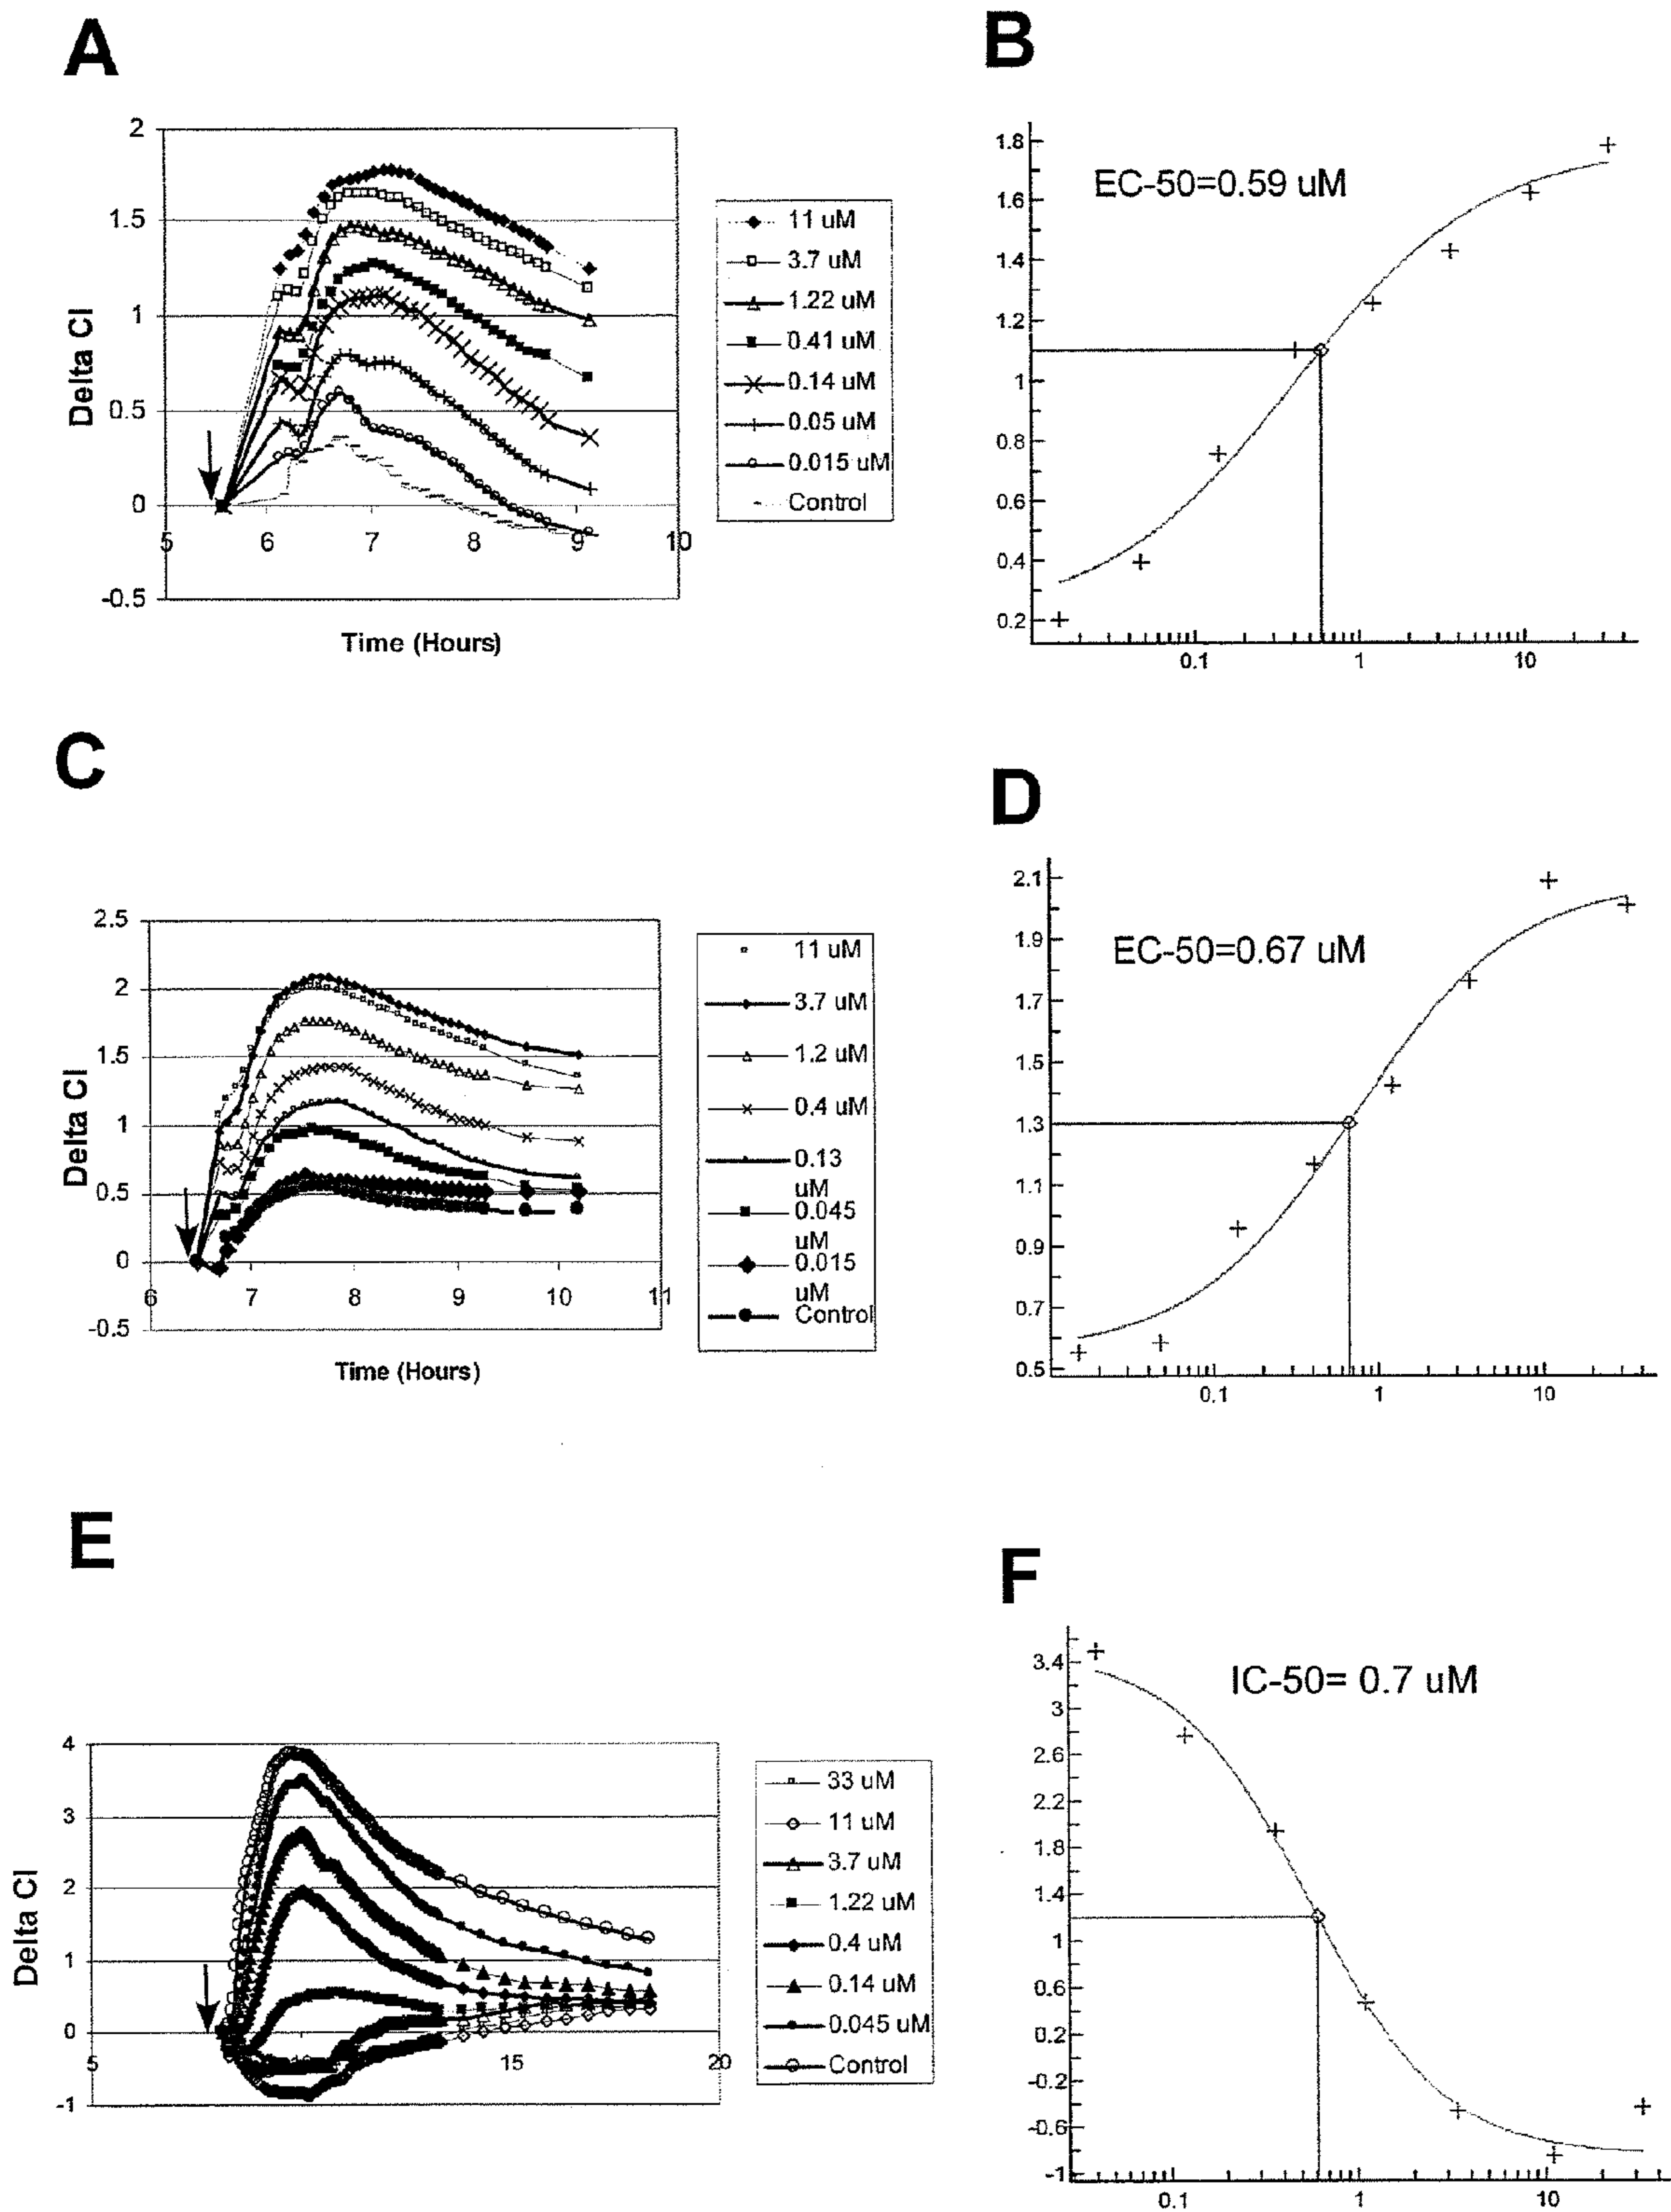 A
2
1.5
1
0.5
0
-0.5
5
6
7
8
9
10
Delta CI
Time (Hours)
11 uM
3.7 uM
1.22 uM
0.41 uM
0.14 uM
0.05 uM
0.015 uM
Control
B
EC-50=0.59 uM
1.8
1.6
1.4
1.2
1
0.8
0.6
0.4
0.2
0.1
1
10
C
2.5
2
1.5
1
0.5
0
-0.5
6
7
8
9
10
11
Delta CI
Time (Hours)
11 uM
3.7 uM
1.2 uM
0.4 uM
0.13
uM
0.045
uM
0.015
uM
Control
D
EC-50=0.67 uM
2.1
1.9
1.7
1.5
1.3
1.1
0.9
0.7
0.5
0.1
1
10
E
4
3
2
1
0
-1
5
15
20
Delta CI
33 uM
11 uM
3.7 uM
1.22 uM
0.4 uM
0.14 uM
0.045 uM
Control
F
IC-50= 0.7 uM
3.4
3
2.6
2.2
1.8
1.4
1
0.6
0.2
-0.2
-0.6
-1
0.1
1
10